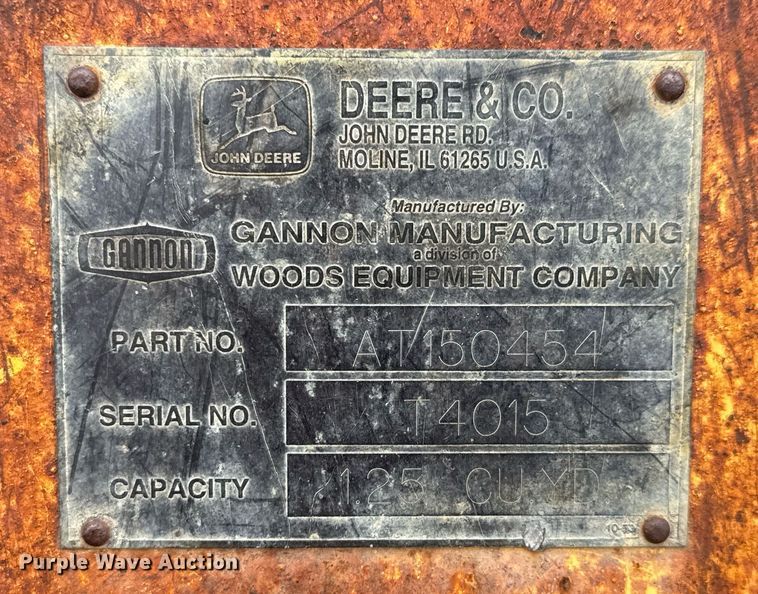 JOHN DEERE
DEERE & CO.
JOHN DEERE RD.
MOLINE, IL 61265 U.S.A.
Manufactured By:
GANNON
GANNON MANUFACTURING
a division of
WOODS EQUIPMENT COMPANY
PART NO. AT150454
SERIAL NO. T4015
CAPACITY 1.25 CU YD
Purple Wave Auction